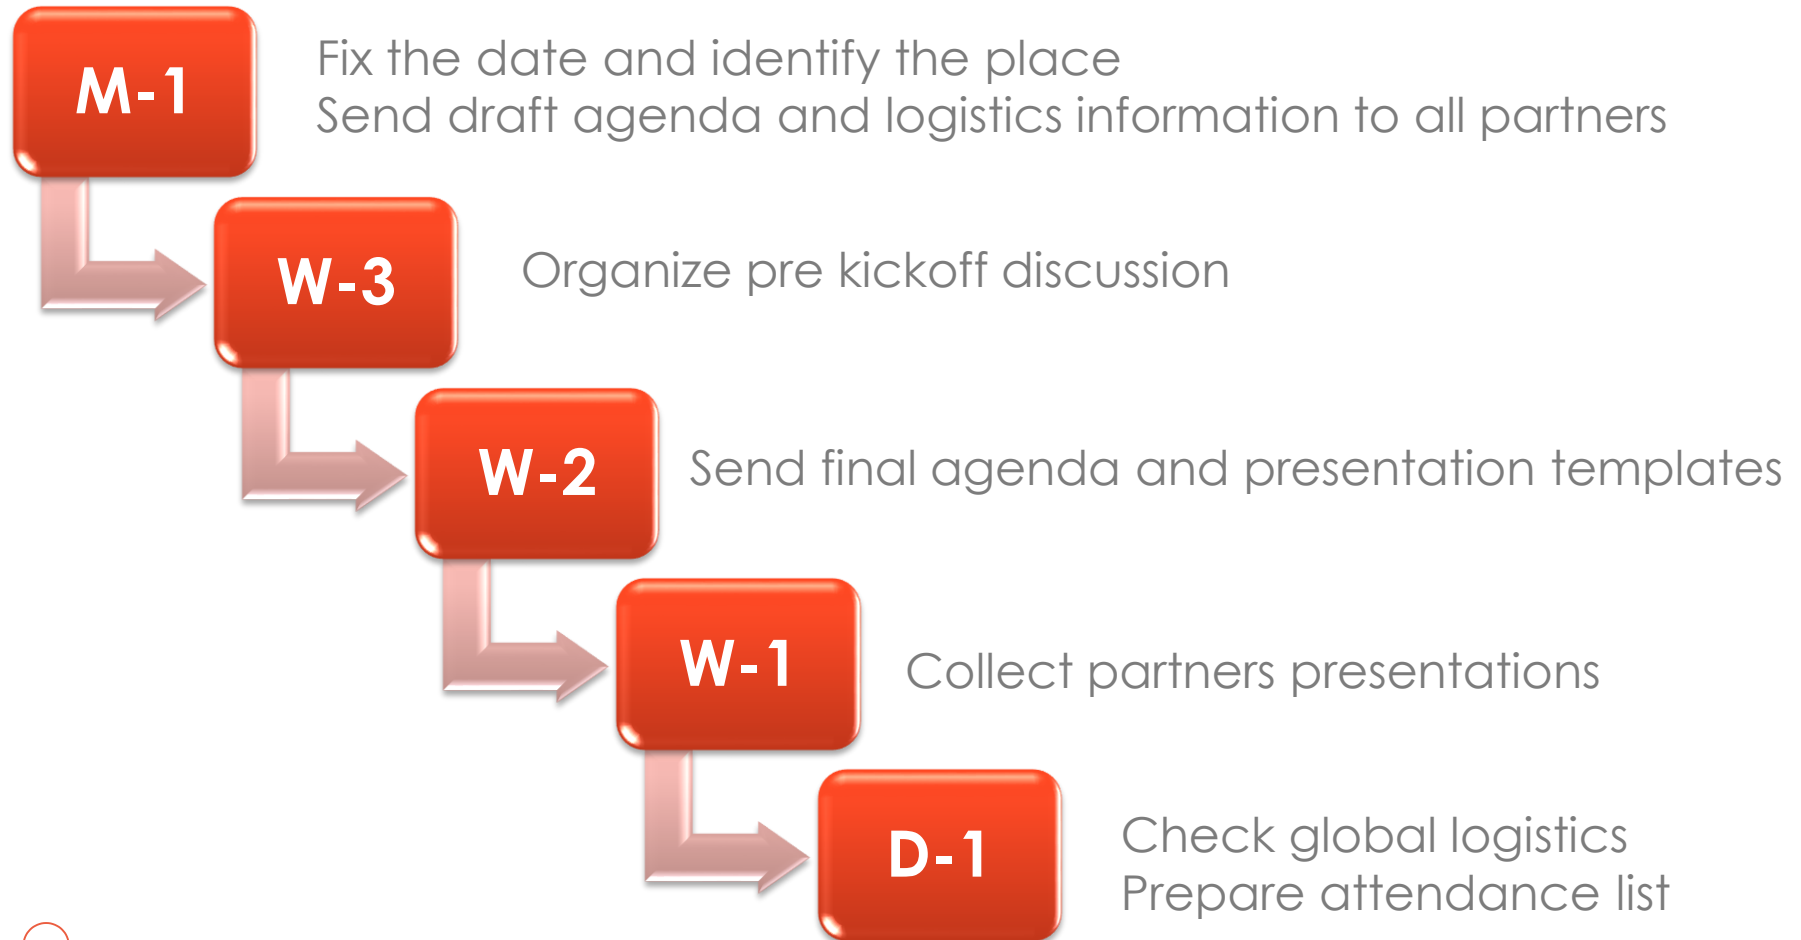 M-1
Fix the date and identify the place
Send draft agenda and logistics information to all partners
W-3
Organize pre kickoff discussion
W-2
Send final agenda and presentation templates
W-1
Collect partners presentations
D-1
Check global logistics
Prepare attendance list